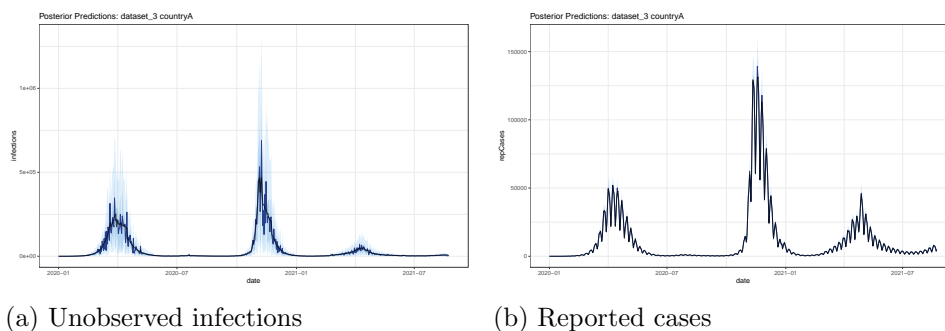 Posterior Predictions: dataset_3 countryA
infections
1e+06
5e+05
0e+00
2020−01
2020−07
2021−01
2021−07
date
(a) Unobserved infections
Posterior Predictions: dataset_3 countryA
repCases
150000
100000
50000
0
2020−01
2020−07
2021−01
2021−07
date
(b) Reported cases